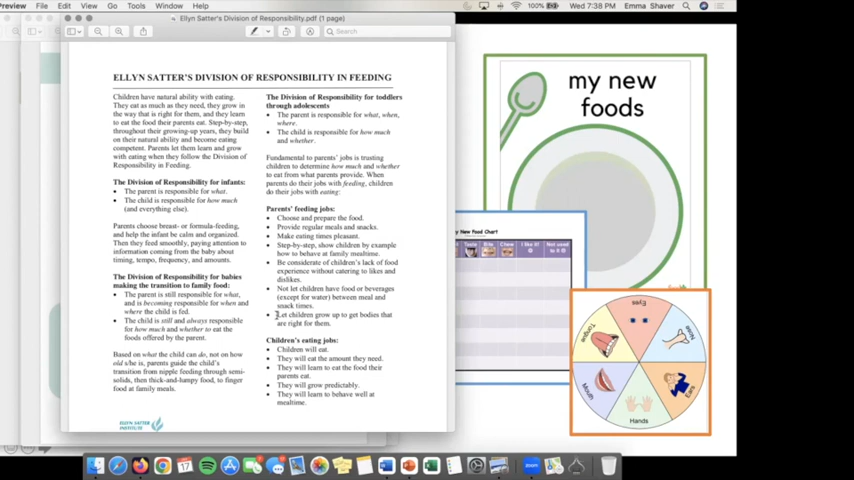 Preview File Edit View Go Tools Window Help
100% Wed 7:38 PM Emma Shaver
Ellyn Satter's Division of Responsibility.pdf (1 page)
Search
ELLYN SATTER'S DIVISION OF RESPONSIBILITY IN FEEDING
Children have natural ability with eating.
They eat as much as they need, they grow in
the way that is right for them, and they learn
to eat the food their parents eat. Step-by-step,
throughout their growing-up years, they build
on their natural ability and become eating
competent. Parents let them learn and grow
with eating when they follow the Division of
Responsibility in Feeding.
The Division of Responsibility for infants:
• The parent is responsible for what.
• The child is responsible for how much
(and everything else).
Parents choose breast- or formula-feeding,
and help the infant be calm and organized.
Then they feed smoothly, paying attention to
information coming from the baby about
timing, tempo, frequency, and amounts.
The Division of Responsibility for babies
making the transition to family food:
• The parent is still responsible for what,
and is becoming responsible for when and
where the child is fed.
• The child is still and always responsible
for how much and whether to eat the
foods offered by the parent.
Based on what the child can do, not on how
old s/he is, parents guide the child's
transition from nipple feeding through semi-
solids, then thick-and-lumpy food, to finger
food at family meals.
ELLYN SATTER
INSTITUTE
The Division of Responsibility for toddlers
through adolescents
• The parent is responsible for what, when,
where.
• The child is responsible for how much
and whether.
Fundamental to parents' jobs is trusting
children to determine how much and whether
to eat from what parents provide. When
parents do their jobs with feeding, children
do their jobs with eating:
Parents' feeding jobs:
• Choose and prepare the food.
• Provide regular meals and snacks.
• Make eating times pleasant.
• Step-by-step, show children by example
how to behave at family mealtime.
• Be considerate of children's lack of food
experience without catering to likes and
dislikes.
• Not let children have food or beverages
(except for water) between meal and
snack times.
• Let children grow up to get bodies that
are right for them.
Children's eating jobs:
• Children will eat.
• They will eat the amount they need.
• They will learn to eat the food their
parents eat.
• They will grow predictably.
• They will learn to behave well at
mealtime.
my new
foods
New Food Chart
Taste Bite Chew I like it! Not used
to it
Eyes
Nose
Ears
Hands
Mouth
Tongue
17